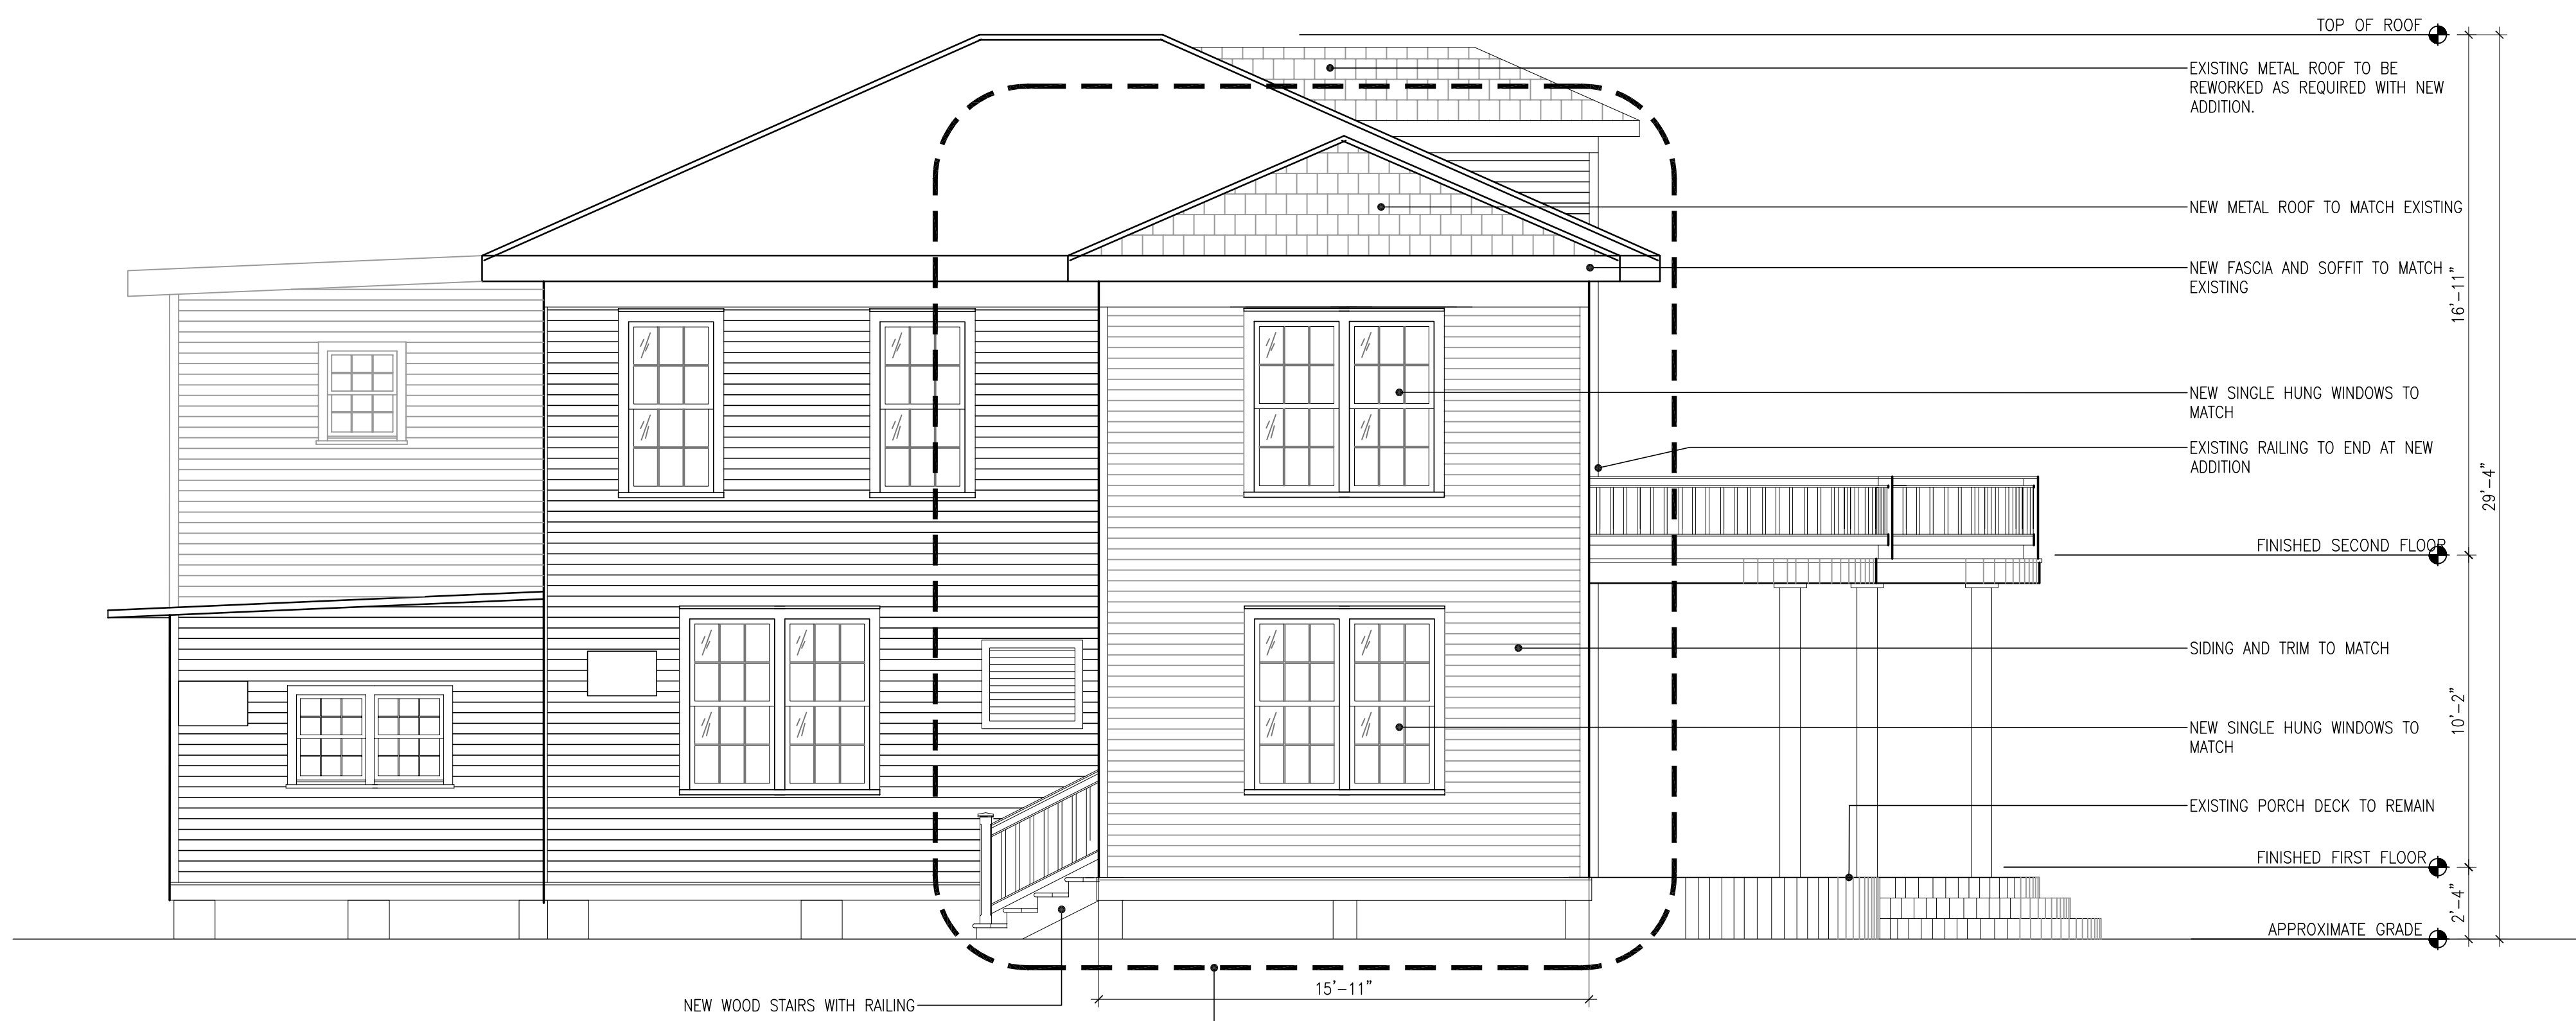 TOP OF ROOF
EXISTING METAL ROOF TO BE
REWORKED AS REQUIRED WITH NEW
ADDITION.
NEW METAL ROOF TO MATCH EXISTING
NEW FASCIA AND SOFFIT TO MATCH
EXISTING
16'-11"
NEW SINGLE HUNG WINDOWS TO
MATCH
EXISTING RAILING TO END AT NEW
ADDITION
29'-4"
FINISHED SECOND FLOOR
SIDING AND TRIM TO MATCH
10'-2"
NEW SINGLE HUNG WINDOWS TO
MATCH
EXISTING PORCH DECK TO REMAIN
FINISHED FIRST FLOOR
2'-4"
APPROXIMATE GRADE
15'-11"
NEW WOOD STAIRS WITH RAILING